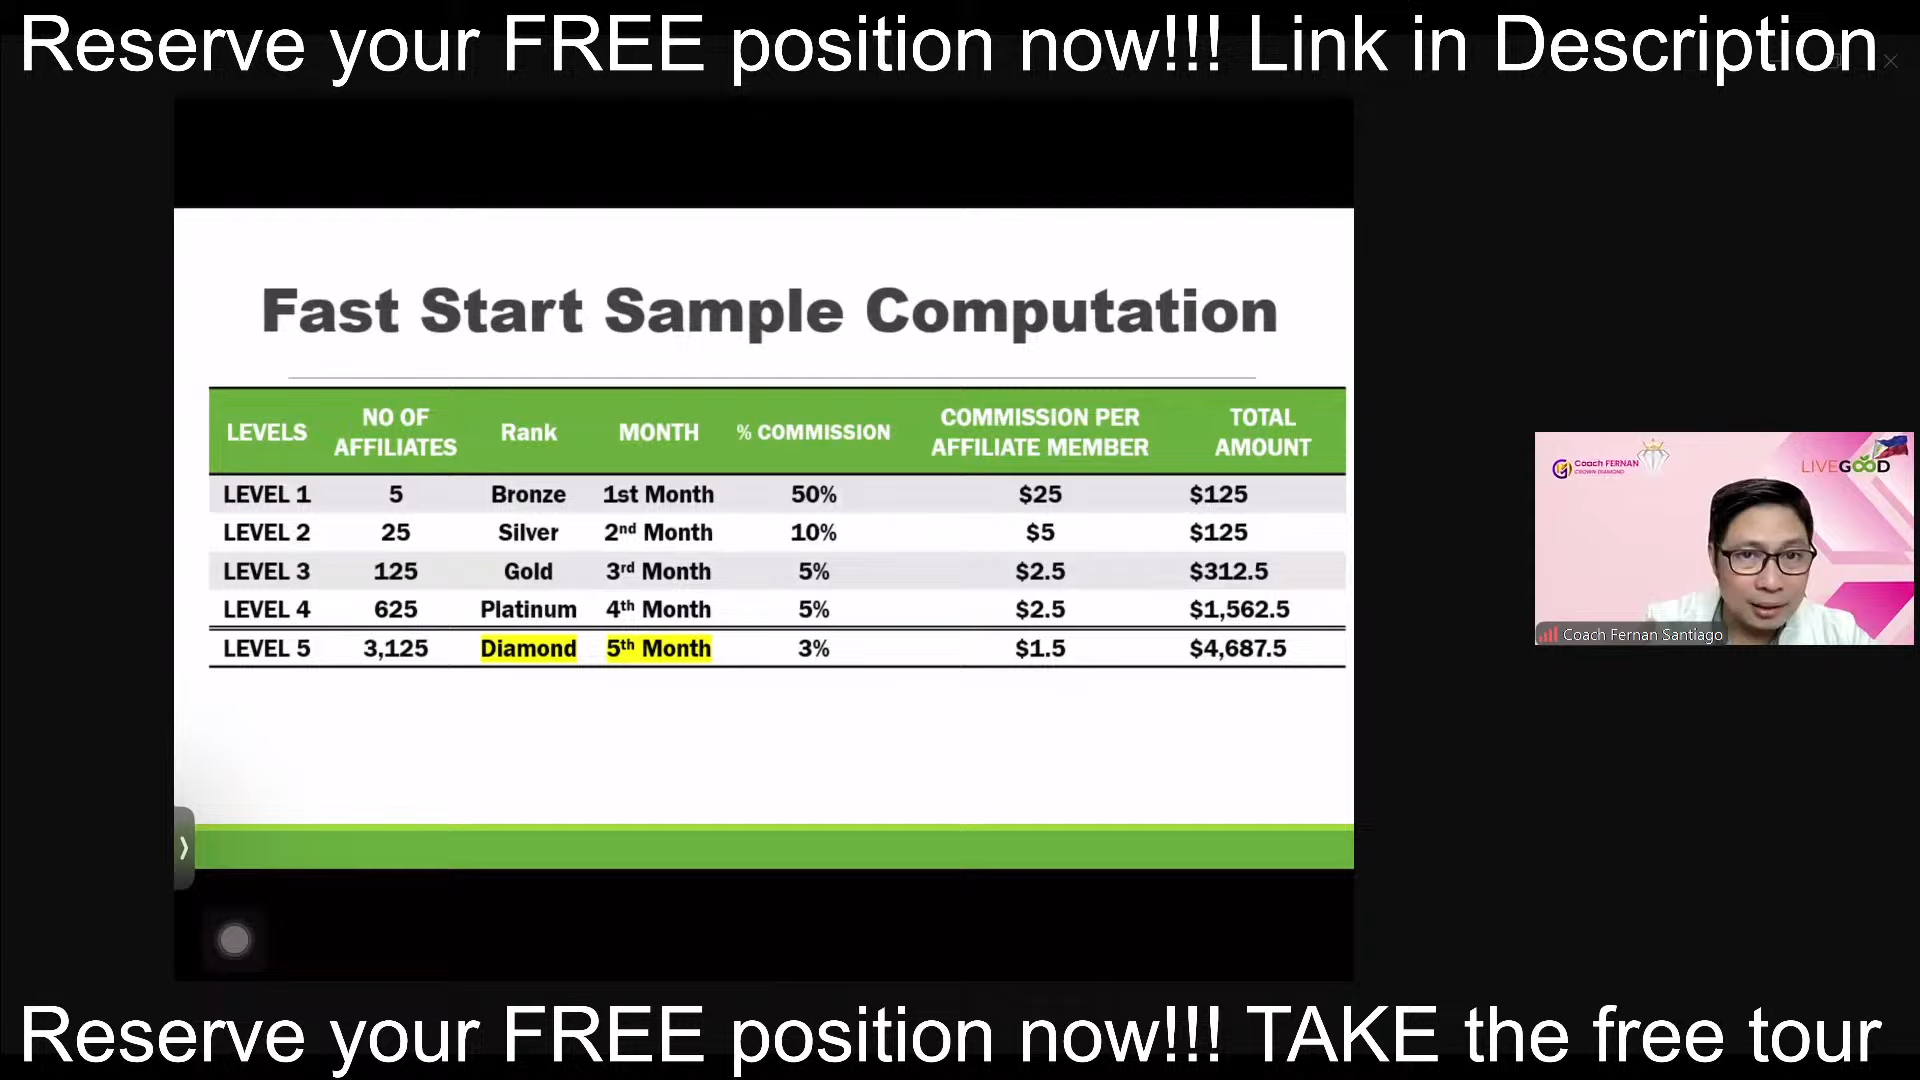 Reserve your FREE position now!!! Link in Description
Fast Start Sample Computation
LEVELS NO OF AFFILIATES Rank MONTH % COMMISSION COMMISSION PER AFFILIATE MEMBER TOTAL AMOUNT
LEVEL 1 5 Bronze 1st Month 50% $25 $125
LEVEL 2 25 Silver 2nd Month 10% $5 $125
LEVEL 3 125 Gold 3rd Month 5% $2.5 $312.5
LEVEL 4 625 Platinum 4th Month 5% $2.5 $1,562.5
LEVEL 5 3,125 Diamond 5th Month 3% $1.5 $4,687.5
Coach FERNAN
CROWN DIAMOND
LIVEGOOD
Coach Fernan Santiago
Reserve your FREE position now!!! TAKE the free tour